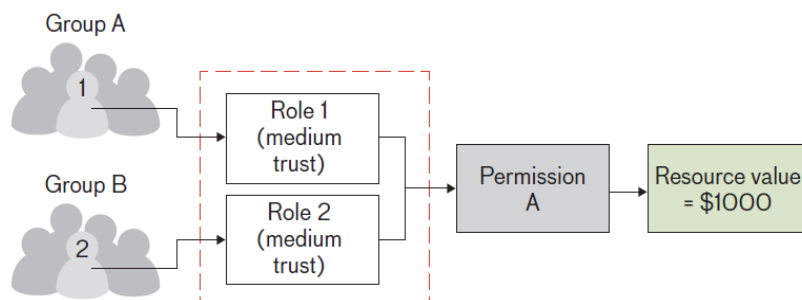 Group A
1
Role 1
(medium
trust)
Group B
2
Role 2
(medium
trust)
Permission
A
Resource value
= $1000